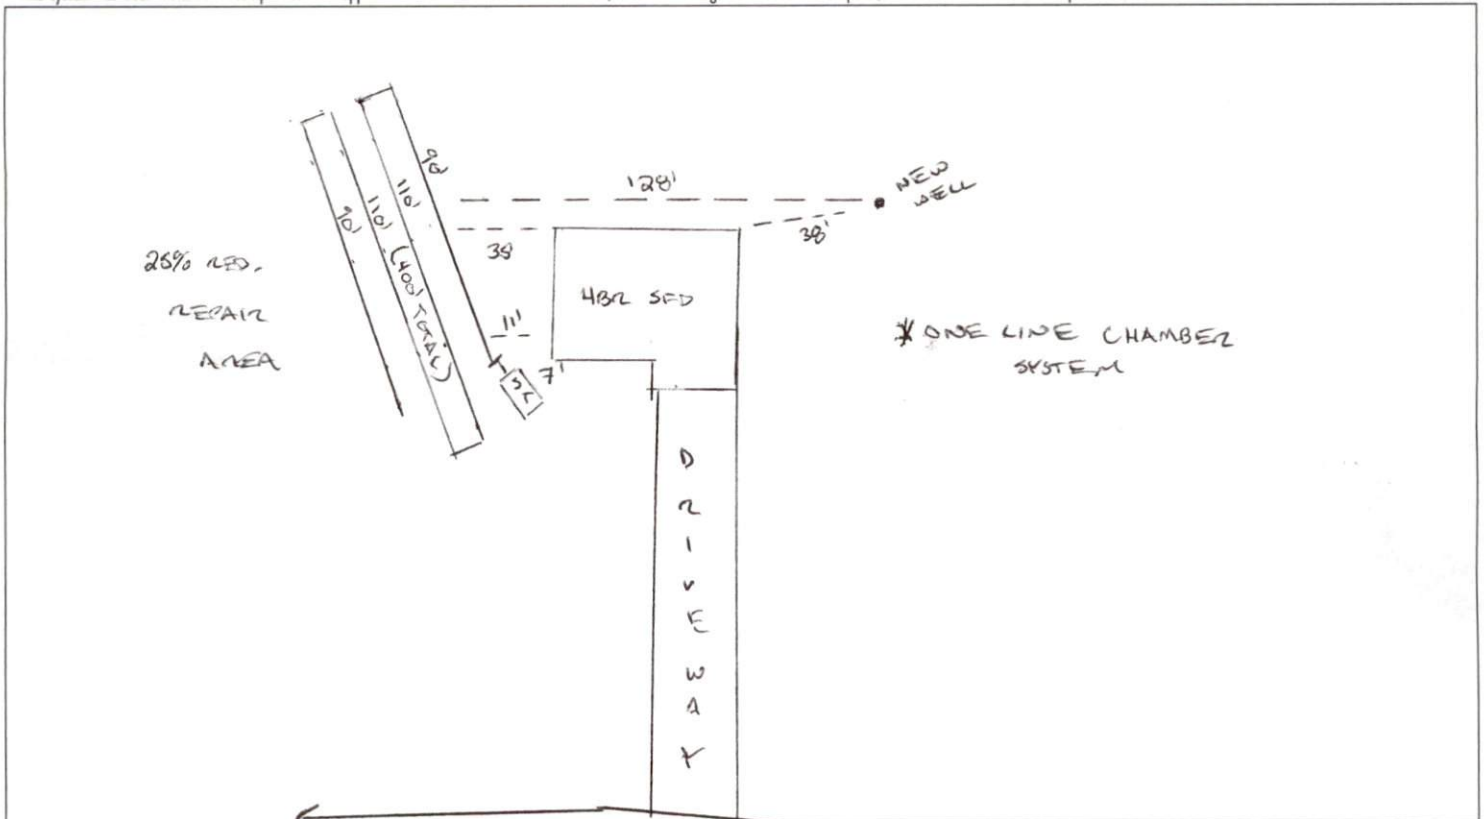 90'
110'
110' (400' TOTAL)
90'
128'
NEW
WELL
38'
38'
4BR SFD
11'
7'
25% RED.
REPAIR
AREA
* ONE LINE CHAMBER
SYSTEM
DRIVEWAY